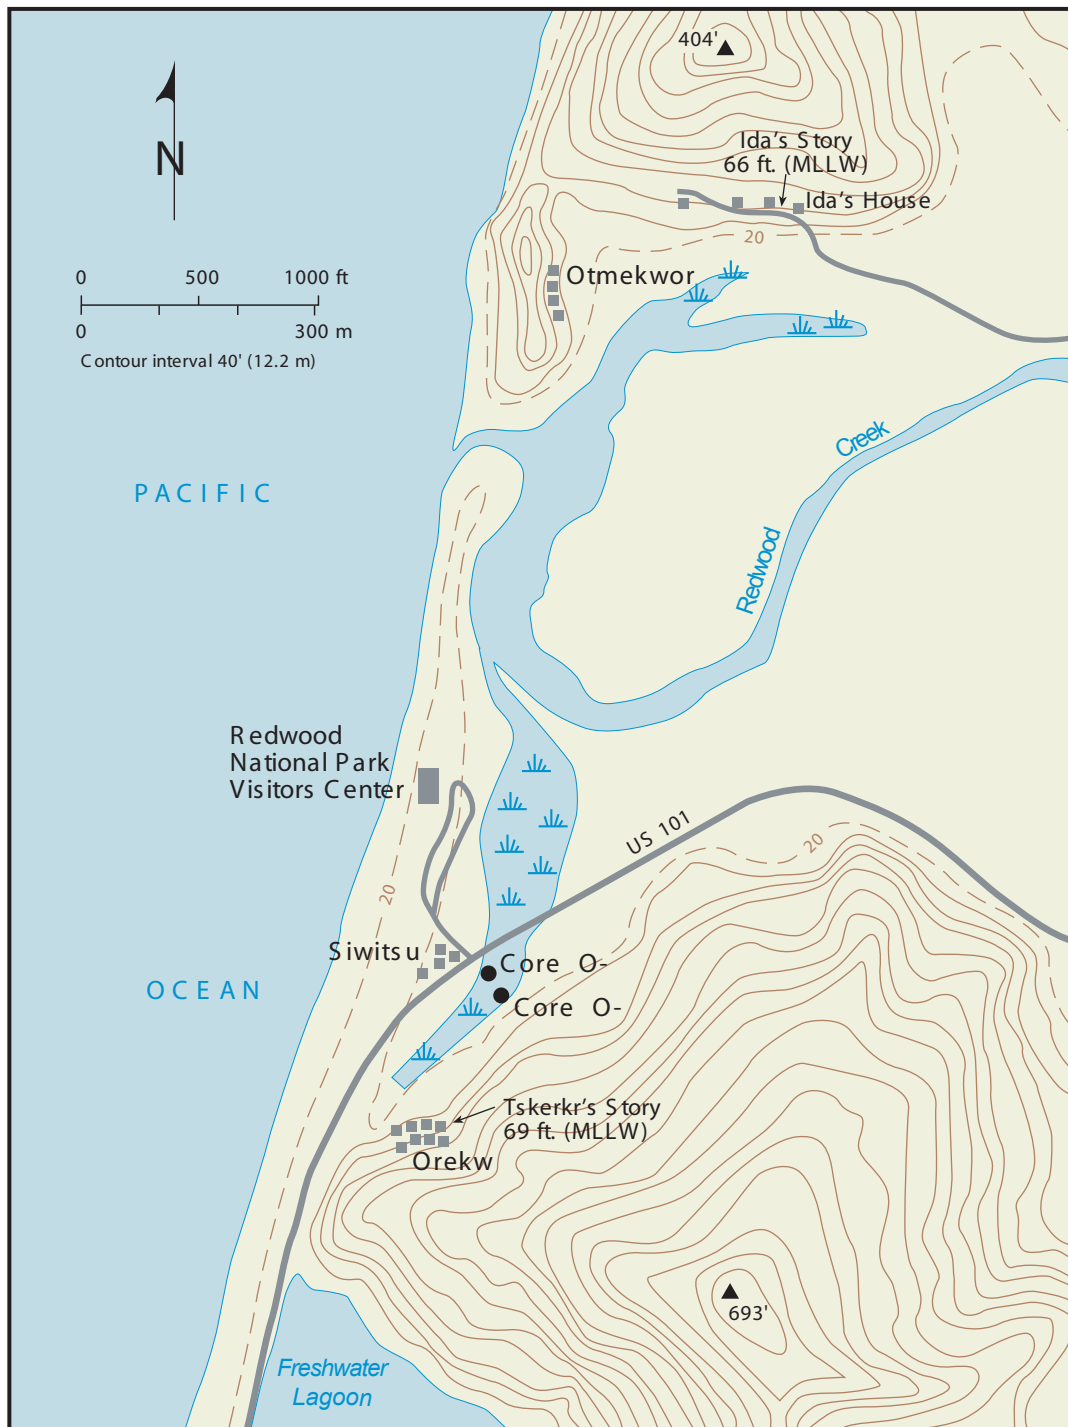 404'
N
Ida's Story
66 ft. (MLLW)
Ida's House
20
0 500 1000 ft
0 300 m
Contour interval 40' (12.2 m)
Otmekwor
Creek
PACIFIC
Redwood
Redwood
National Park
Visitors Center
US 101
20
20
Siwitsu
Core O-
OCEAN
Core O-
Tskerkr's Story
69 ft. (MLLW)
Orekw
693'
Freshwater
Lagoon